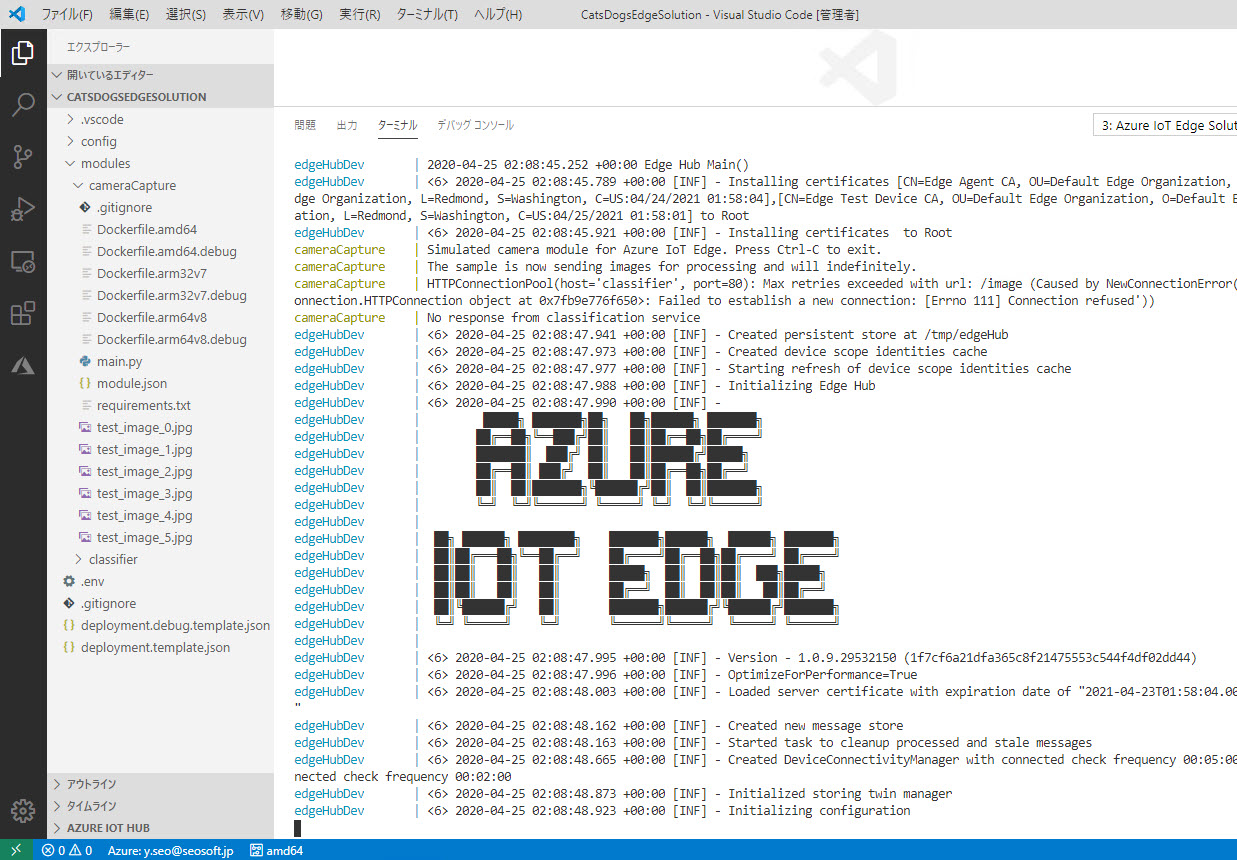 ファイル(F) 編集(E) 選択(S) 表示(V) 移動(G) 実行(R) ターミナル(T) ヘルプ(H) CatsDogsEdgeSolution - Visual Studio Code [管理者]
エクスプローラー
開いているエディター
CATSDOGSEDGESOLUTION
.vscode
config
modules
cameraCapture
.gitignore
Dockerfile.amd64
Dockerfile.amd64.debug
Dockerfile.arm32v7
Dockerfile.arm32v7.debug
Dockerfile.arm64v8
Dockerfile.arm64v8.debug
main.py
module.json
requirements.txt
test_image_0.jpg
test_image_1.jpg
test_image_2.jpg
test_image_3.jpg
test_image_4.jpg
test_image_5.jpg
classifier
.env
.gitignore
deployment.debug.template.json
deployment.template.json
アウトライン
タイムライン
AZURE IOT HUB
問題 出力 ターミナル デバッグ コンソール
3: Azure IoT Edge Solut
edgeHubDev | 2020-04-25 02:08:45.252 +00:00 Edge Hub Main()
edgeHubDev | <6> 2020-04-25 02:08:45.789 +00:00 [INF] - Installing certificates [CN=Edge Agent CA, OU=Default Edge Organization,
dge Organization, L=Redmond, S=Washington, C=US:04/24/2021 01:58:04],[CN=Edge Test Device CA, OU=Default Edge Organization, O=Default E
ation, L=Redmond, S=Washington, C=US:04/25/2021 01:58:01] to Root
edgeHubDev | <6> 2020-04-25 02:08:45.921 +00:00 - Installing certificates to Root
cameraCapture | Simulated camera module for Azure IoT Edge. Press Ctrl-C to exit.
cameraCapture | The sample is now sending images for processing and will indefinitely.
cameraCapture | HTTPConnectionPool(host='classifier', port=80): Max retries exceeded with url: /image (Caused by NewConnectionError(
onnection.HTTPConnection object at 0x7fb9e776f650>: Failed to establish a new connection: [Errno 111] Connection refused'))
cameraCapture | No response from classification service
edgeHubDev | <6> 2020-04-25 02:08:47.941 +00:00 [INF] - Created persistent store at /tmp/edgeHub
edgeHubDev | <6> 2020-04-25 02:08:47.973 +00:00 [INF] - Created device scope identities cache
edgeHubDev | <6> 2020-04-25 02:08:47.977 +00:00 [INF] - Starting refresh of device scope identities cache
edgeHubDev | <6> 2020-04-25 02:08:47.988 +00:00 [INF] - Initializing Edge Hub
edgeHubDev | <6> 2020-04-25 02:08:47.990 +00:00 [INF] -
edgeHubDev |
edgeHubDev |
edgeHubDev | AZURE
edgeHubDev |
edgeHubDev |
edgeHubDev |
edgeHubDev |
edgeHubDev |
edgeHubDev |
edgeHubDev | IOT EDGE
edgeHubDev |
edgeHubDev |
edgeHubDev |
edgeHubDev |
edgeHubDev | <6> 2020-04-25 02:08:47.995 +00:00 [INF] - Version - 1.0.9.29532150 (1f7cf6a21dfa365c8f21475553c544f4df02dd44)
edgeHubDev | <6> 2020-04-25 02:08:47.996 +00:00 [INF] - OptimizeForPerformance=True
edgeHubDev | <6> 2020-04-25 02:08:48.003 +00:00 [INF] - Loaded server certificate with expiration date of "2021-04-23T01:58:04.00
"
edgeHubDev | <6> 2020-04-25 02:08:48.162 +00:00 [INF] - Created new message store
edgeHubDev | <6> 2020-04-25 02:08:48.163 +00:00 [INF] - Started task to cleanup processed and stale messages
edgeHubDev | <6> 2020-04-25 02:08:48.665 +00:00 [INF] - Created DeviceConnectivityManager with connected check frequency 00:05:00
nected check frequency 00:02:00
edgeHubDev | <6> 2020-04-25 02:08:48.873 +00:00 [INF] - Initialized storing twin manager
edgeHubDev | <6> 2020-04-25 02:08:48.923 +00:00 [INF] - Initializing configuration
0 0 Azure: y.seo@seosoft.jp amd64